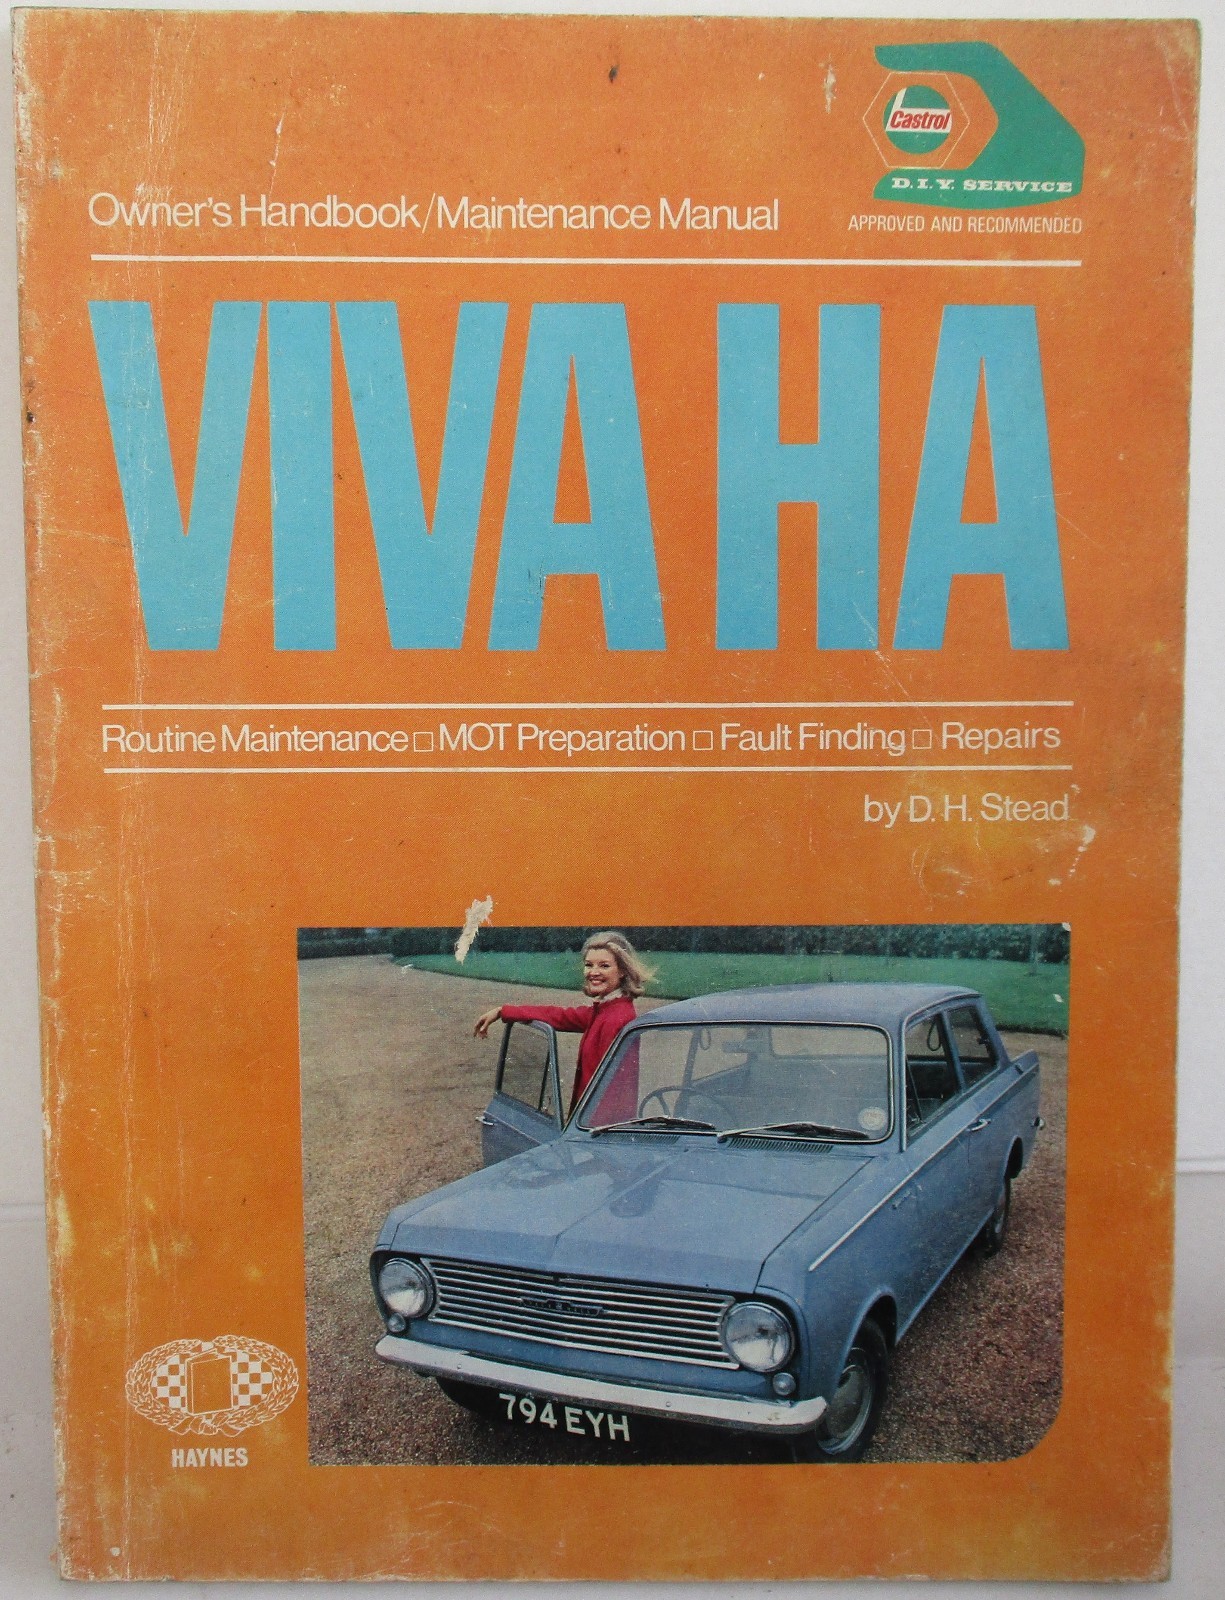 Castrol
D.I.Y. SERVICE
APPROVED AND RECOMMENDED
Owner's Handbook/Maintenance Manual
VIVA HA
Routine Maintenance □ MOT Preparation □ Fault Finding □ Repairs
by D. H. Stead
794 EYH
HAYNES